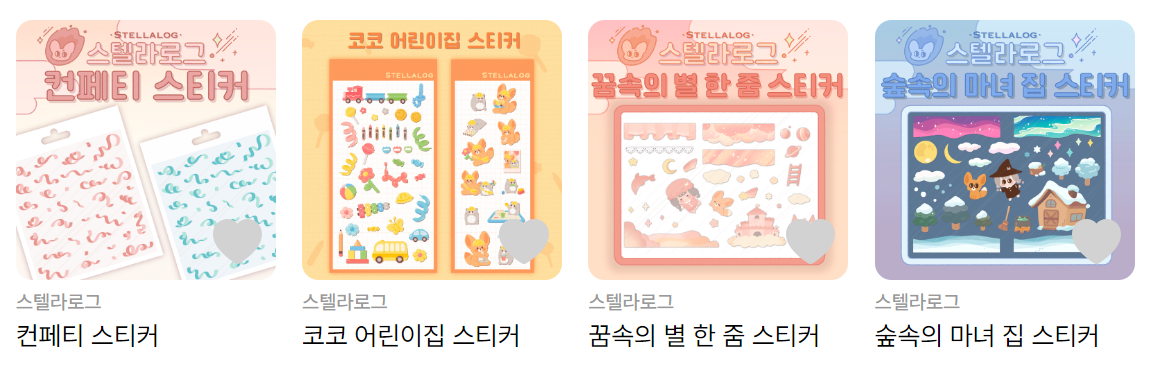 ·STELLALOG·
스텔라로그
컨페티 스티커
코코 어린이집 스티커
STELLALOG
STELLALOG
·STELLALOG·
스텔라로그
꿈속의 별 한 줌 스티커
·STELLALOG·
스텔라로그
숲속의 마녀 집 스티커
스텔라로그
컨페티 스티커
스텔라로그
코코 어린이집 스티커
스텔라로그
꿈속의 별 한 줌 스티커
스텔라로그
숲속의 마녀 집 스티커